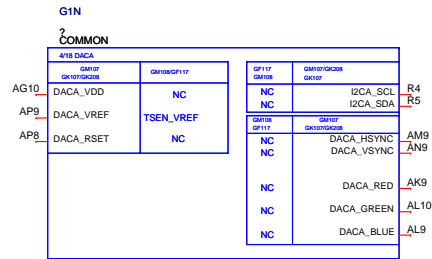 G1N
?
COMMON
4/18 DACA
GM107
GK107/GK208
GM108/GF117
GF117
GM108
GM107/GK208
GK107
AG10 DACA_VDD NC
NC I2CA_SCL R4
NC I2CA_SDA R5
AP9 DACA_VREF TSEN_VREF
GM108
GF117
GM107
GK107/GK208
AP8 DACA_RSET NC
NC DACA_HSYNC AM9
NC DACA_VSYNC AN9
NC DACA_RED AK9
NC DACA_GREEN AL10
NC DACA_BLUE AL9